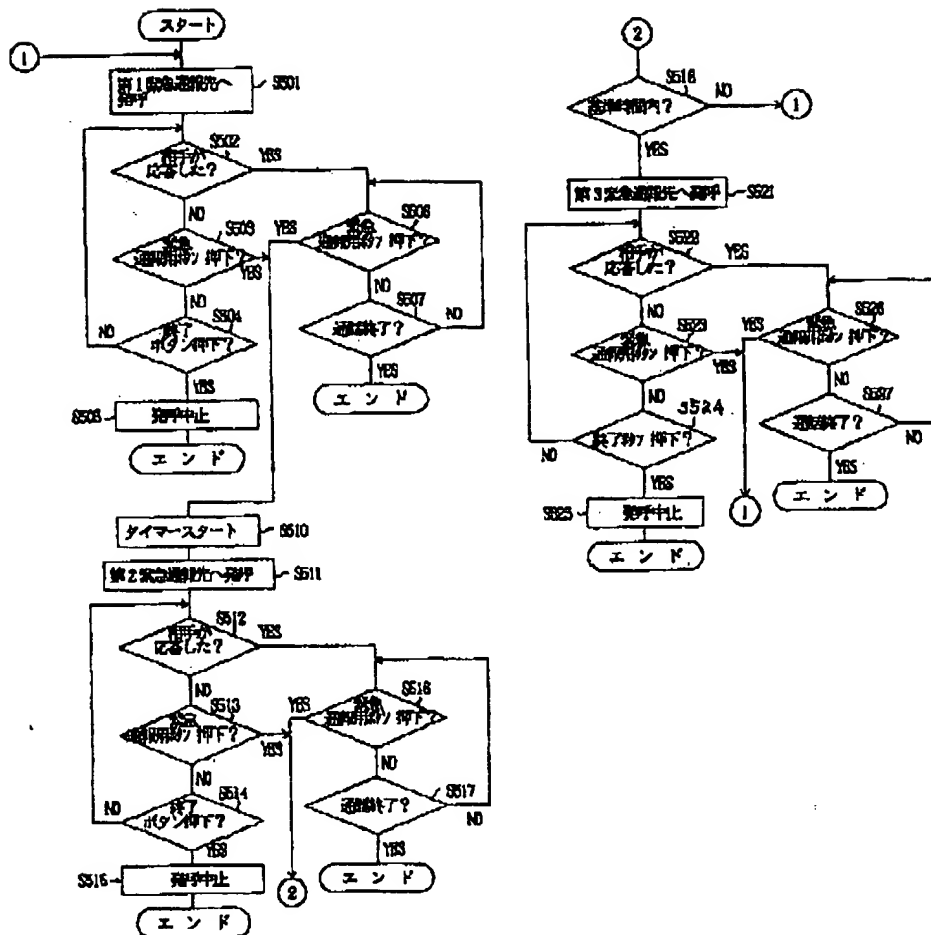 スタート
1
第1緊急通報先へ
発呼
S501
相手が
応答した?
S502
YES
NO
緊急
通報用ボタン押下?
S503
YES
NO
終了
ボタン押下?
S504
NO
YES
発呼中止
エンド
緊急
通報用ボタン押下?
YES
NO
通話終了?
S507
NO
YES
エンド
タイマースタート
S510
第2緊急通報先へ発呼
S511
相手が
応答した?
S512
YES
NO
緊急
通報用ボタン押下?
S513
YES
NO
終了
ボタン押下?
S514
NO
YES
発呼中止
エンド
緊急
通報用ボタン押下?
YES
NO
通話終了?
S517
NO
YES
エンド
2
2
基準時間内?
NO
1
YES
第3緊急通報先へ発呼
S521
相手が
応答した?
S522
YES
NO
緊急
通報用ボタン押下?
S523
YES
NO
終了ボタン押下?
S524
NO
YES
発呼中止
S525
エンド
緊急
通報用ボタン押下?
S526
YES
NO
通話終了?
NO
YES
エンド
1